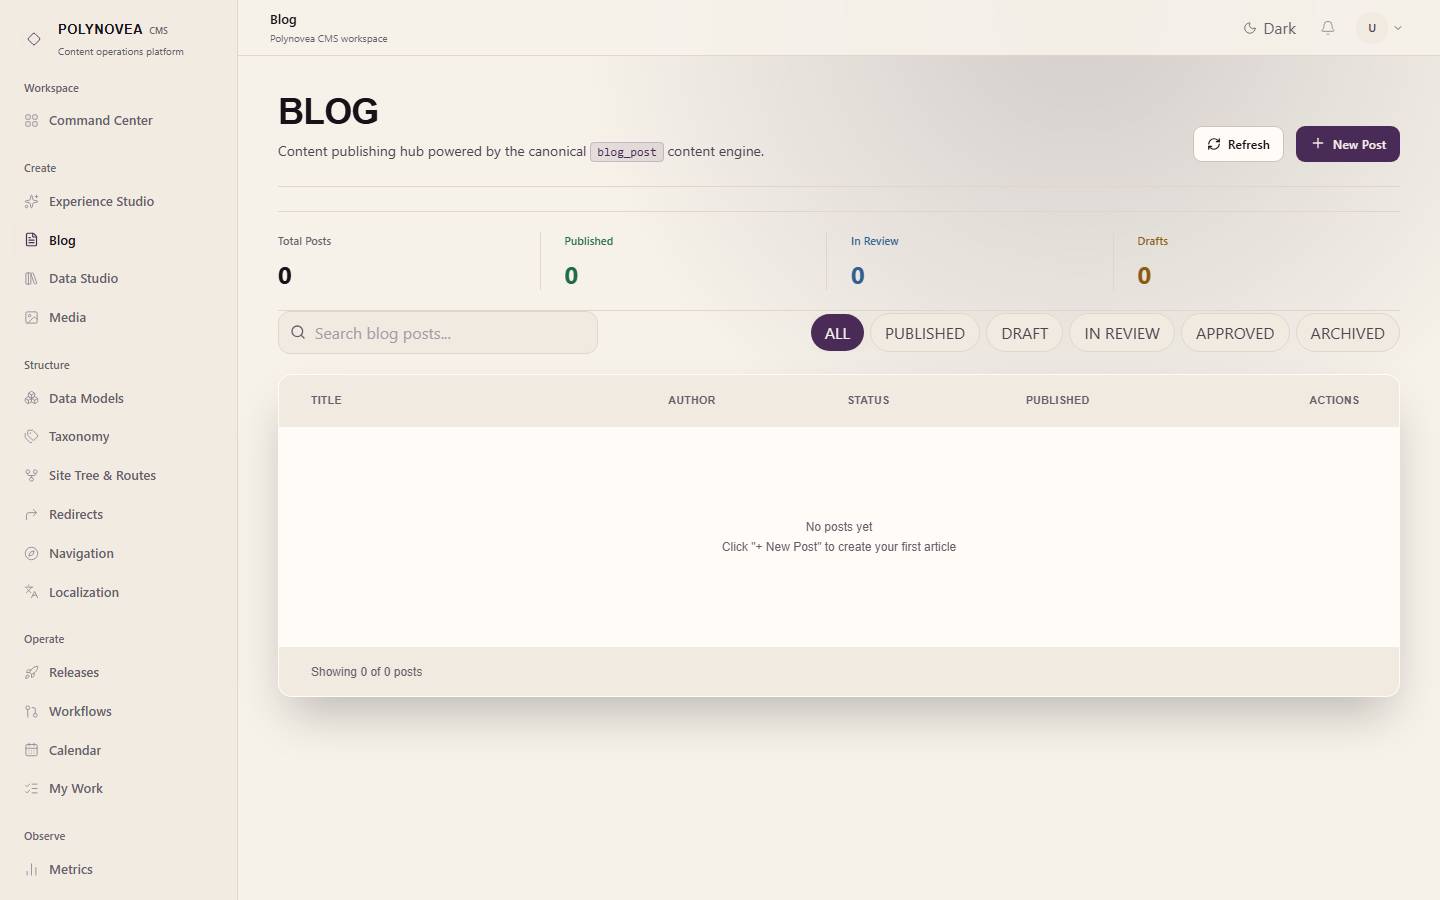 POLYNOVEA CMS
Content operations platform
Workspace
Command Center
Create
Experience Studio
Blog
Data Studio
Media
Structure
Data Models
Taxonomy
Site Tree & Routes
Redirects
Navigation
Localization
Operate
Releases
Workflows
Calendar
My Work
Observe
Metrics
Blog
Polynovea CMS workspace
Dark
U
BLOG
Content publishing hub powered by the canonical blog_post content engine.
Refresh
New Post
Total Posts
0
Published
0
In Review
0
Drafts
0
Search blog posts...
ALL PUBLISHED DRAFT IN REVIEW APPROVED ARCHIVED
TITLE AUTHOR STATUS PUBLISHED ACTIONS
No posts yet
Click "+ New Post" to create your first article
Showing 0 of 0 posts